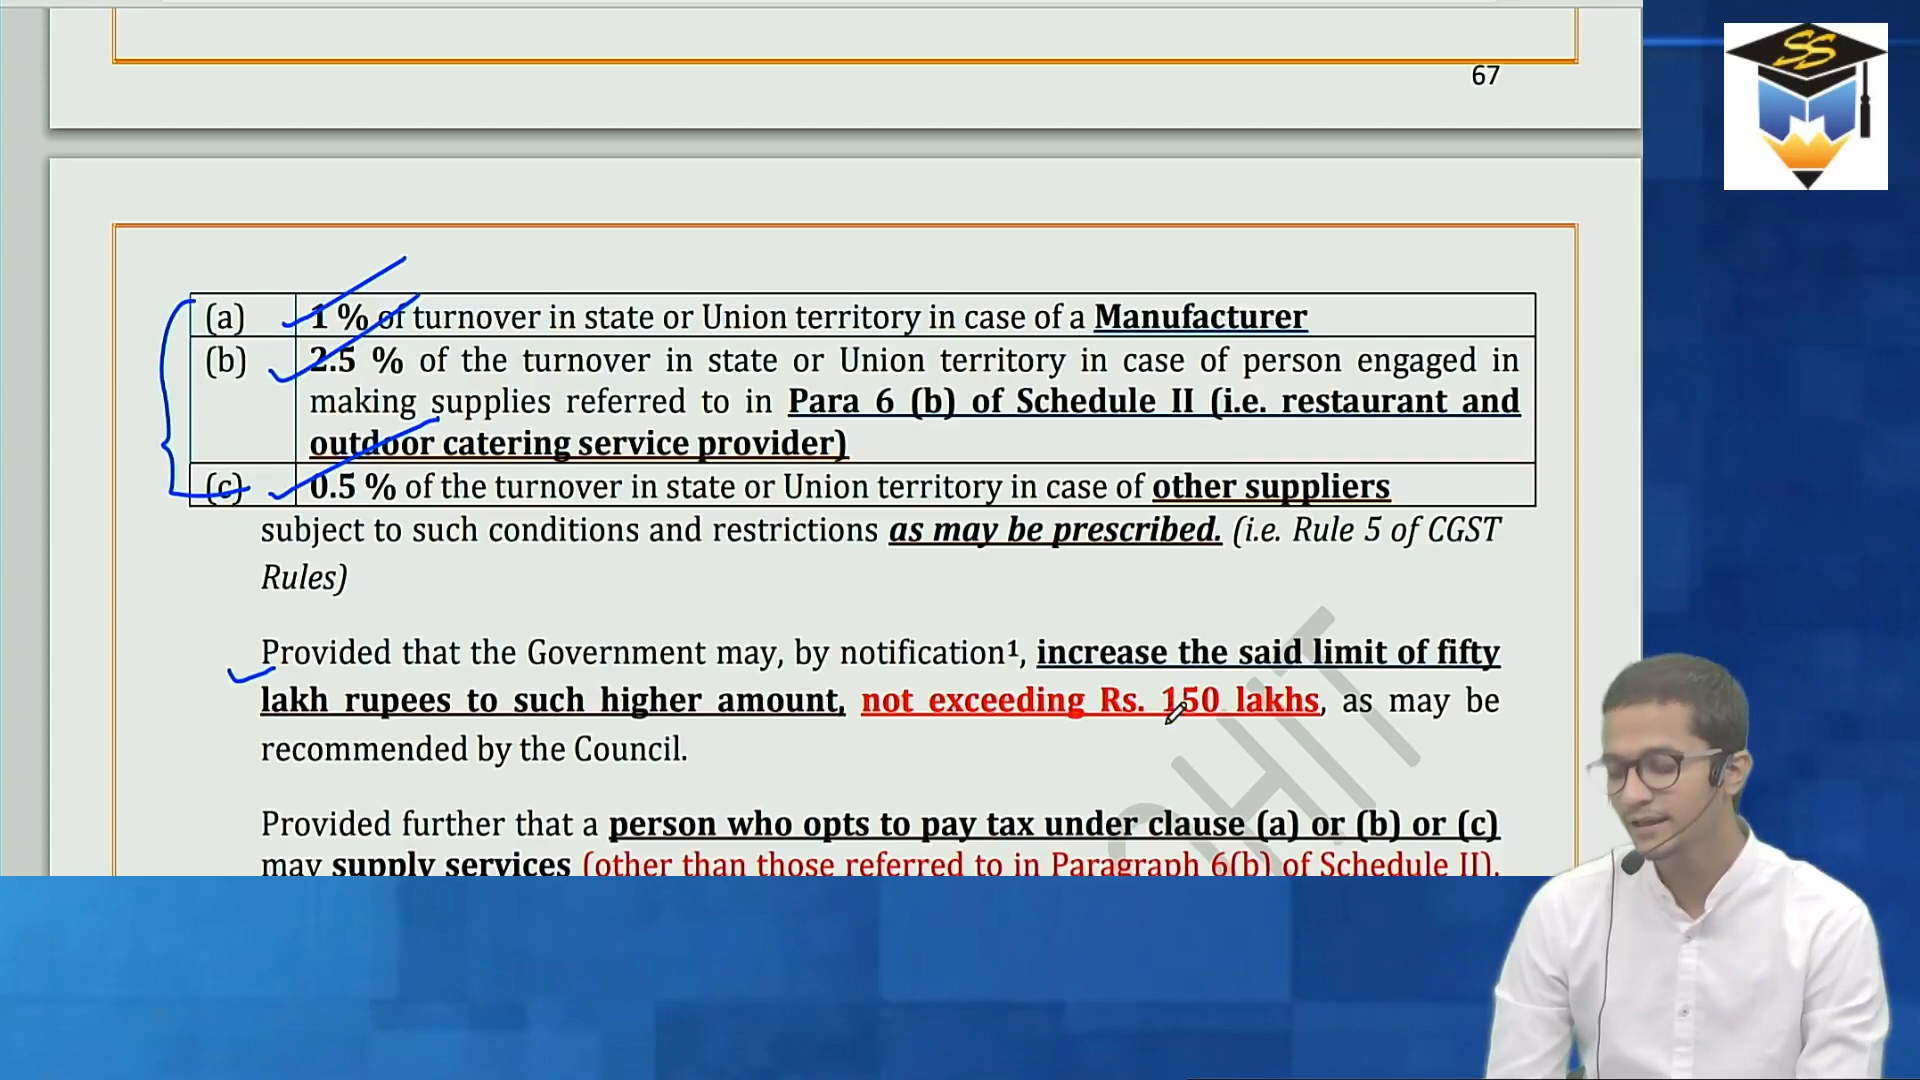 67
(a) 1 % of turnover in state or Union territory in case of a Manufacturer
(b) 2.5 % of the turnover in state or Union territory in case of person engaged in
making supplies referred to in Para 6 (b) of Schedule II (i.e. restaurant and
outdoor catering service provider)
(c) 0.5 % of the turnover in state or Union territory in case of other suppliers
subject to such conditions and restrictions as may be prescribed. (i.e. Rule 5 of CGST
Rules)
Provided that the Government may, by notification¹, increase the said limit of fifty
lakh rupees to such higher amount, not exceeding Rs. 150 lakhs, as may be
recommended by the Council.
Provided further that a person who opts to pay tax under clause (a) or (b) or (c)
may supply services (other than those referred to in Paragraph 6(b) of Schedule II),
SS